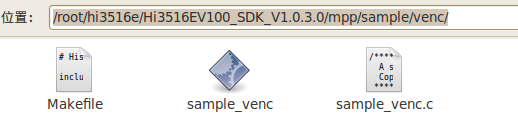 位置: /root/hi3516e/Hi3516EV100_SDK_V1.0.3.0/mpp/sample/venc/
# His
inclu
/****
A s
Cop
****
Makefile
sample_venc
sample_venc.c